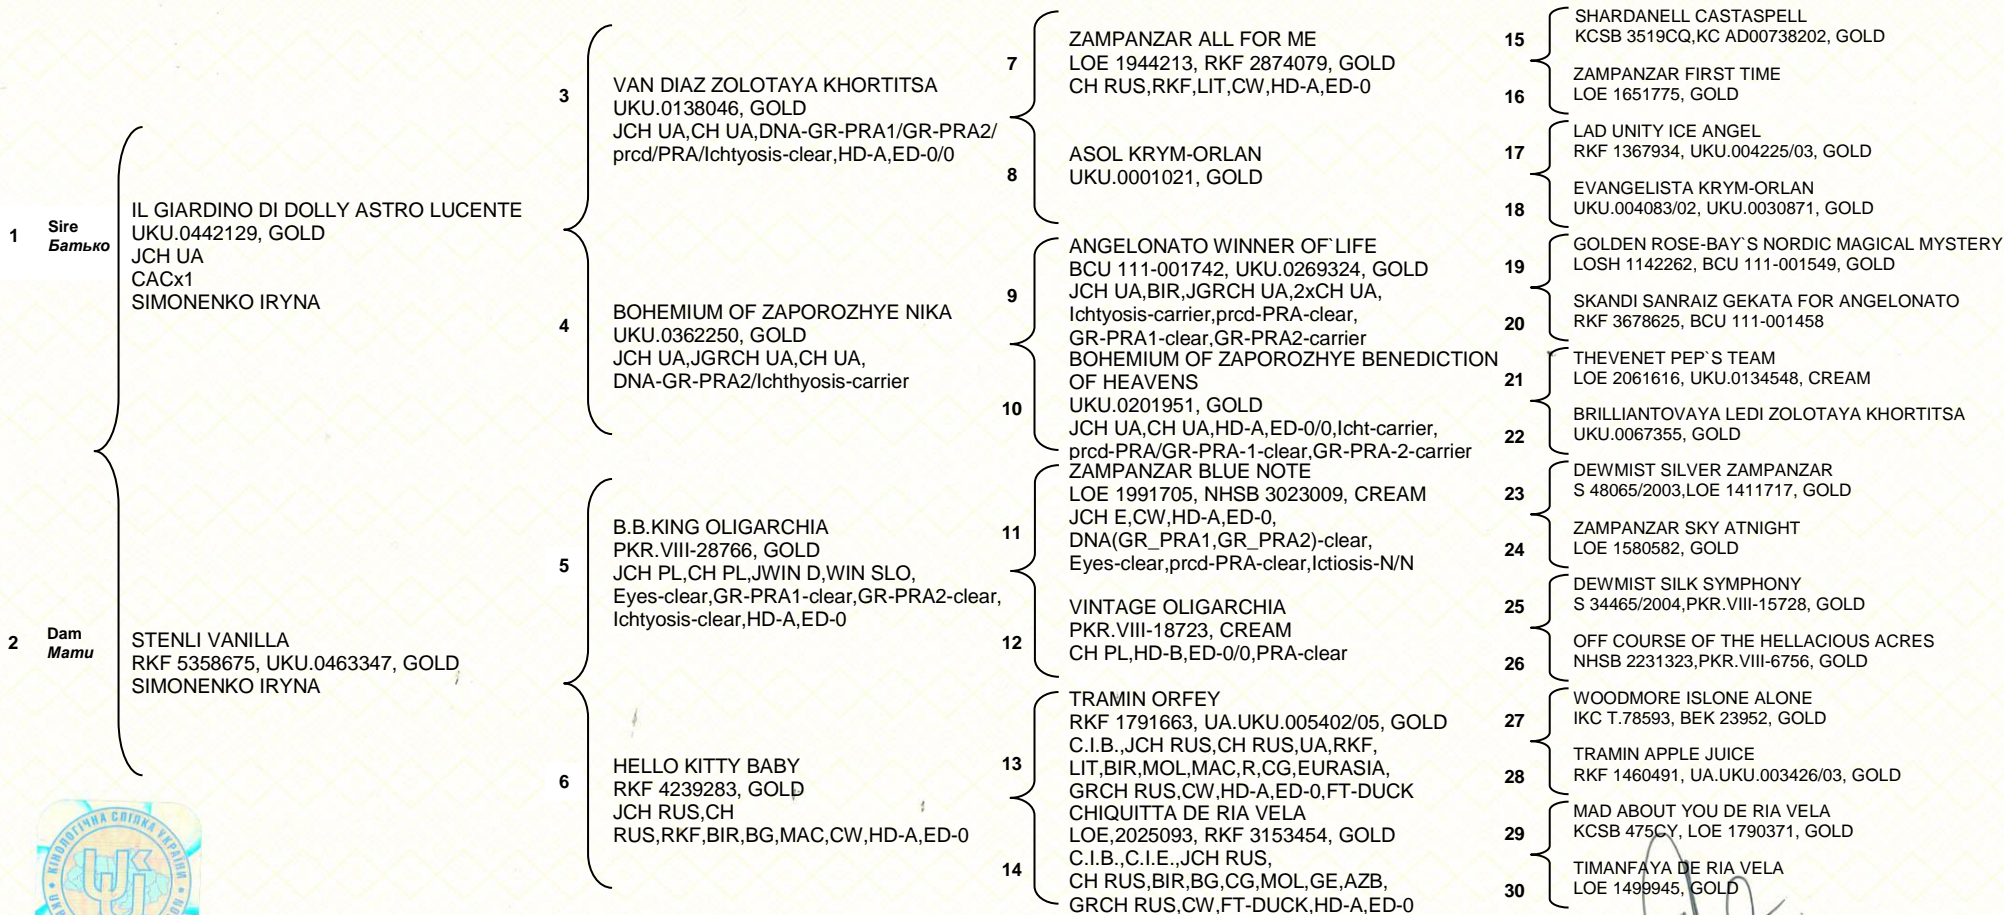 1
Sire
Батько
IL GIARDINO DI DOLLY ASTRO LUCENTE
UKU.0442129, GOLD
JCH UA
CACx1
SIMONENKO IRYNA
2
Dam
Мати
STENLI VANILLA
RKF 5358675, UKU.0463347, GOLD
SIMONENKO IRYNA
3
VAN DIAZ ZOLOTAYA KHORTITSA
UKU.0138046, GOLD
JCH UA,CH UA,DNA-GR-PRA1/GR-PRA2/
prcd/PRA/Ichtyosis-clear,HD-A,ED-0/0
4
BOHEMIUM OF ZAPOROZHYE NIKA
UKU.0362250, GOLD
JCH UA,JGRCH UA,CH UA,
DNA-GR-PRA2/Ichthyosis-carrier
5
B.B.KING OLIGARCHIA
PKR.VIII-28766, GOLD
JCH PL,CH PL,JWIN D,WIN SLO,
Eyes-clear,GR-PRA1-clear,GR-PRA2-clear,
Ichtyosis-clear,HD-A,ED-0
6
HELLO KITTY BABY
RKF 4239283, GOLD
JCH RUS,CH
RUS,RKF,BIR,BG,MAC,CW,HD-A,ED-0
7
ZAMPANZAR ALL FOR ME
LOE 1944213, RKF 2874079, GOLD
CH RUS,RKF,LIT,CW,HD-A,ED-0
8
ASOL KRYM-ORLAN
UKU.0001021, GOLD
9
ANGELONATO WINNER OF`LIFE
BCU 111-001742, UKU.0269324, GOLD
JCH UA,BIR,JGRCH UA,2xCH UA,
Ichtyosis-carrier,prcd-PRA-clear,
GR-PRA1-clear,GR-PRA2-carrier
10
BOHEMIUM OF ZAPOROZHYE BENEDICTION
OF HEAVENS
UKU.0201951, GOLD
JCH UA,CH UA,HD-A,ED-0/0,Icht-carrier,
prcd-PRA/GR-PRA-1-clear,GR-PRA-2-carrier
11
ZAMPANZAR BLUE NOTE
LOE 1991705, NHSB 3023009, CREAM
JCH E,CW,HD-A,ED-0,
DNA(GR_PRA1,GR_PRA2)-clear,
Eyes-clear,prcd-PRA-clear,Ictiosis-N/N
12
VINTAGE OLIGARCHIA
PKR.VIII-18723, CREAM
CH PL,HD-B,ED-0/0,PRA-clear
13
TRAMIN ORFEY
RKF 1791663, UA.UKU.005402/05, GOLD
C.I.B.,JCH RUS,CH RUS,UA,RKF,
LIT,BIR,MOL,MAC,R,CG,EURASIA,
GRCH RUS,CW,HD-A,ED-0,FT-DUCK
14
CHIQUITTA DE RIA VELA
LOE,2025093, RKF 3153454, GOLD
C.I.B.,C.I.E.,JCH RUS,
CH RUS,BIR,BG,CG,MOL,GE,AZB,
GRCH RUS,CW,FT-DUCK,HD-A,ED-0
15
SHARDANELL CASTASPELL
KCSB 3519CQ,KC AD00738202, GOLD
16
ZAMPANZAR FIRST TIME
LOE 1651775, GOLD
17
LAD UNITY ICE ANGEL
RKF 1367934, UKU.004225/03, GOLD
18
EVANGELISTA KRYM-ORLAN
UKU.004083/02, UKU.0030871, GOLD
19
GOLDEN ROSE-BAY`S NORDIC MAGICAL MYSTERY
LOSH 1142262, BCU 111-001549, GOLD
20
SKANDI SANRAIZ GEKATA FOR ANGELONATO
RKF 3678625, BCU 111-001458
21
THEVENET PEP`S TEAM
LOE 2061616, UKU.0134548, CREAM
22
BRILLIANTOVAYA LEDI ZOLOTAYA KHORTITSA
UKU.0067355, GOLD
23
DEWMIST SILVER ZAMPANZAR
S 48065/2003,LOE 1411717, GOLD
24
ZAMPANZAR SKY ATNIGHT
LOE 1580582, GOLD
25
DEWMIST SILK SYMPHONY
S 34465/2004,PKR.VIII-15728, GOLD
26
OFF COURSE OF THE HELLACIOUS ACRES
NHSB 2231323,PKR.VIII-6756, GOLD
27
WOODMORE ISLONE ALONE
IKC T.78593, BEK 23952, GOLD
28
TRAMIN APPLE JUICE
RKF 1460491, UA.UKU.003426/03, GOLD
29
MAD ABOUT YOU DE RIA VELA
KCSB 475CY, LOE 1790371, GOLD
30
TIMANFAYA DE RIA VELA
LOE 1499945, GOLD
КІНОЛОГІЧНА СПІЛКА УКРАЇНИ